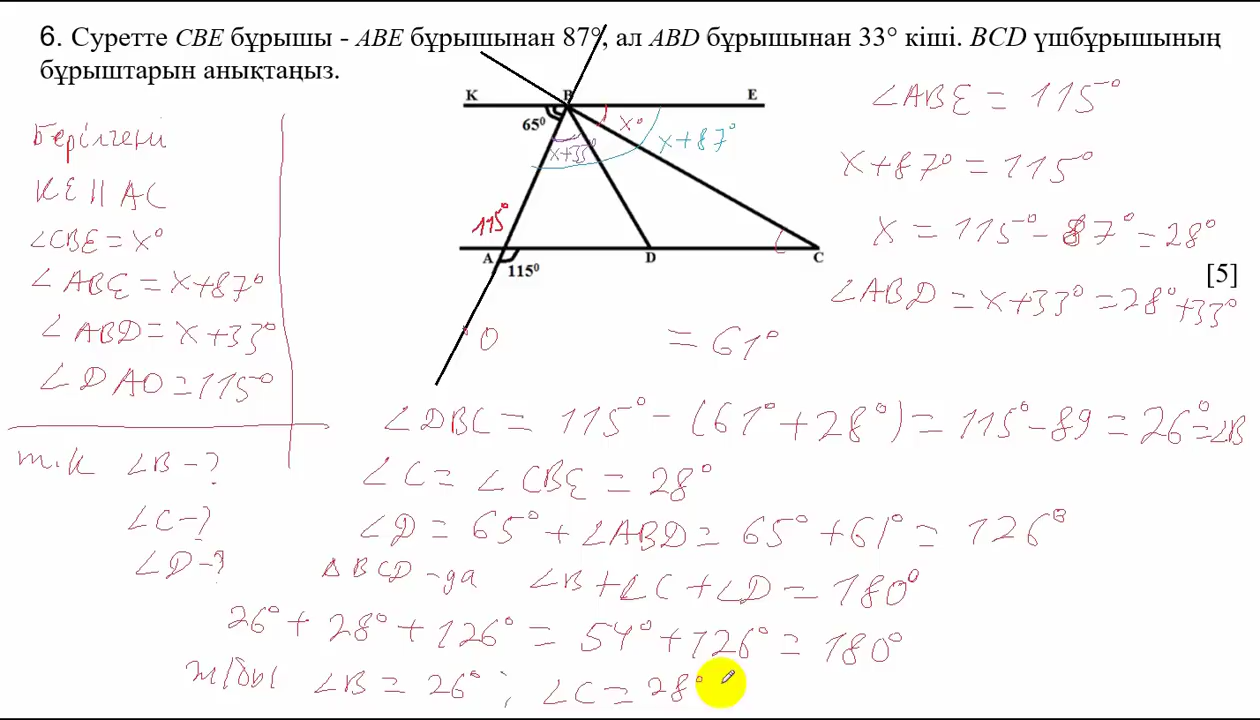 6. Суретте CBE бұрышы - ABE бұрышынан 87°, ал ABD бұрышынан 33° кіші. BCD үшбұрышының
бұрыштарын анықтаңыз.
Берілгені
KE || AC
∠CBE = x°
∠ABE = x+87°
∠ABD = x+33°
∠DAO = 115°
т.к ∠B - ?
∠C - ?
∠D - ?
K B E
65⁰ x°
x+33° x+87°
115°
A D C
115⁰
O
∠ABE = 115°
x+87° = 115°
x = 115° - 87° = 28°
[5]
∠ABD = x+33° = 28° + 33°
= 61°
∠DBC = 115° - (61° + 28°) = 115° - 89 = 26° = ∠B
∠C = ∠CBE = 28°
∠D = 65° + ∠ABD = 65° + 61° = 126°
∆BCD - да ∠B + ∠C + ∠D = 180°
26° + 28° + 126° = 54° + 126° = 180°
ж/бы ∠B = 26° ; ∠C = 28°